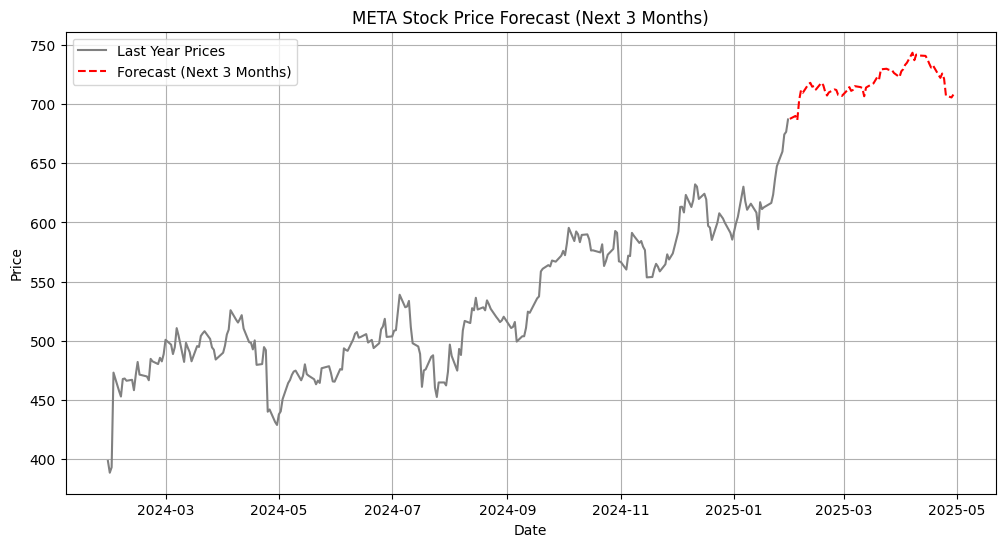 META Stock Price Forecast (Next 3 Months)
Last Year Prices
Forecast (Next 3 Months)
Price
750
700
650
600
550
500
450
400
2024-03 2024-05 2024-07 2024-09 2024-11 2025-01 2025-03 2025-05
Date